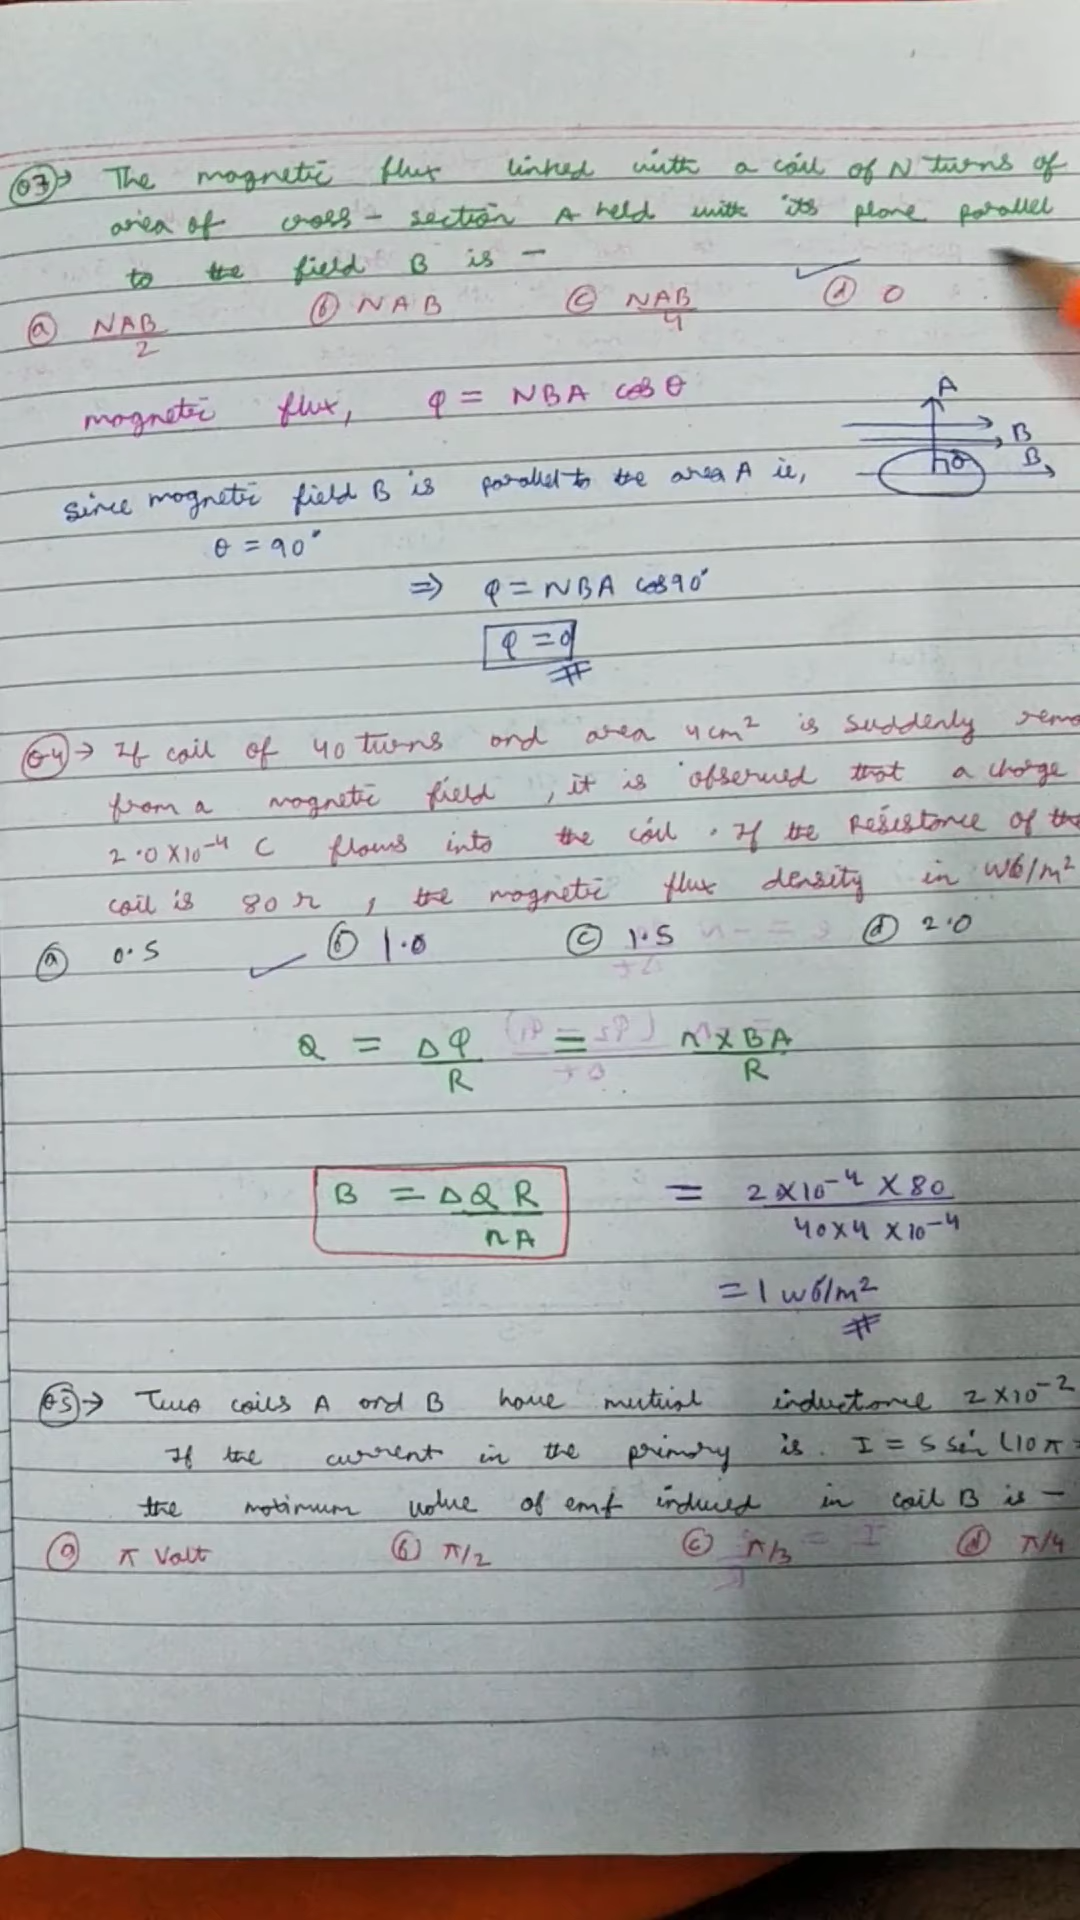 Q3→ The magnetic flux linked with a coil of N turns of
area of cross-section A held with its plane parallel
to the field B is -
(a) NAB/2 (b) NAB (c) NAB/4 (d) 0
magnetic flux, φ = NBA cosθ
A
B
θ
B
Since magnetic field B is parallel to the area A ie,
θ = 90°
⇒ φ = NBA cos90°
φ = 0
Q4→ If coil of 40 turns and area 4cm² is suddenly remo
from a magnetic field, it is observed that a charge
2.0×10⁻⁴ C flows into the coil. If the Resistance of the
coil is 80 r, the magnetic flux density in wb/m²
(a) 0.5 (b) 1.0 (c) 1.5 (d) 2.0
Q = Δφ/R = n×BA/R
B = ΔQR/nA = 2×10⁻⁴×80/40×4×10⁻⁴
= 1 wb/m²
Q5→ Two coils A and B have mutual inductance 2×10⁻²
If the current in the primary is. I = 5 sin (10π
the maximum value of emf induced in coil B is -
(a) π Volt (b) π/2 (c) π/3 (d) π/4